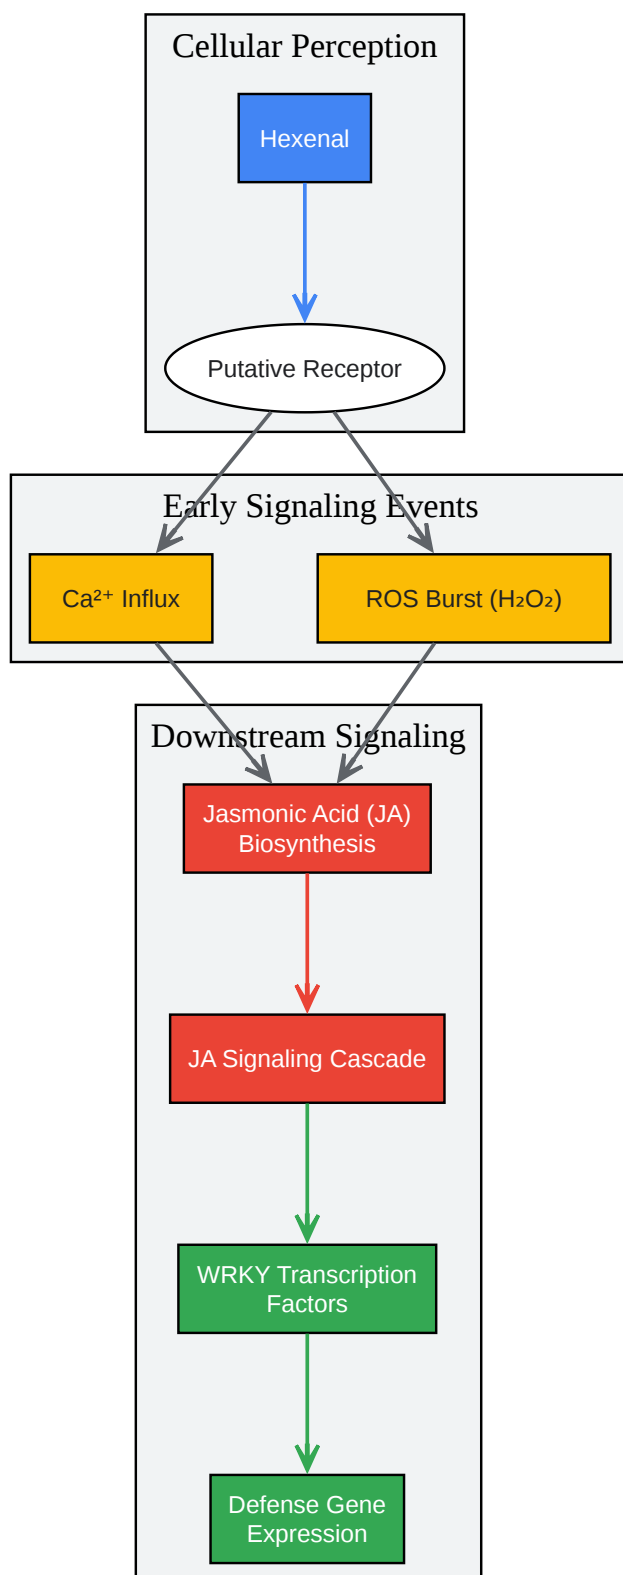 Cellular Perception
Hexenal
Putative Receptor
Early Signaling Events
Ca²⁺ Influx
ROS Burst (H₂O₂)
Downstream Signaling
Jasmonic Acid (JA)
Biosynthesis
JA Signaling Cascade
WRKY Transcription
Factors
Defense Gene
Expression